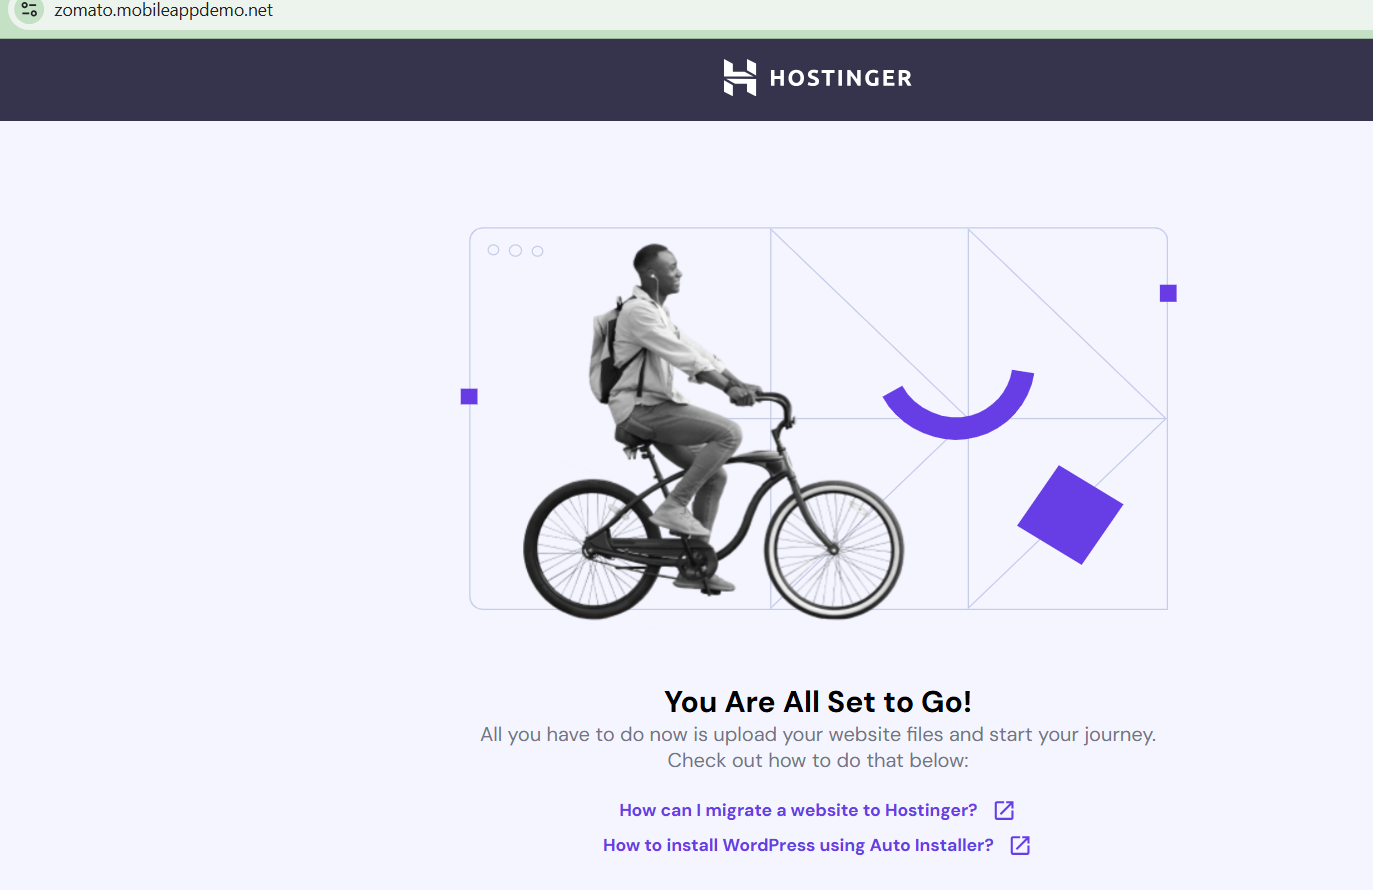 zomato.mobileappdemo.net
HOSTINGER
You Are All Set to Go!
All you have to do now is upload your website files and start your journey.
Check out how to do that below:
How can I migrate a website to Hostinger?
How to install WordPress using Auto Installer?